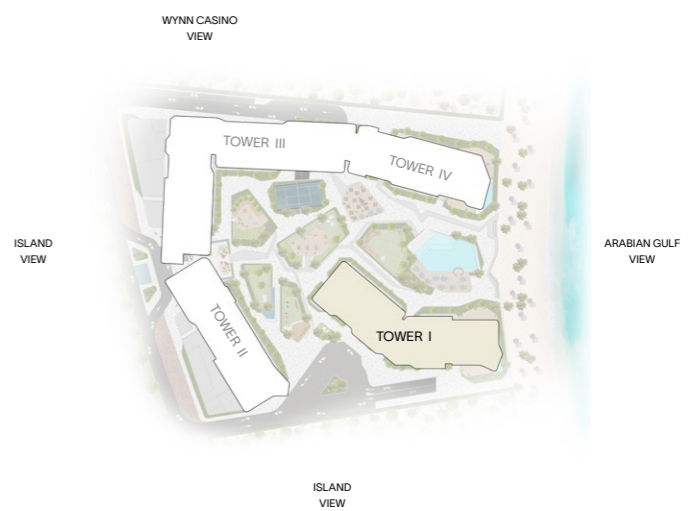 WYNN CASINO
VIEW
TOWER III
TOWER IV
ISLAND
VIEW
ARABIAN GULF
VIEW
TOWER II
TOWER I
ISLAND
VIEW